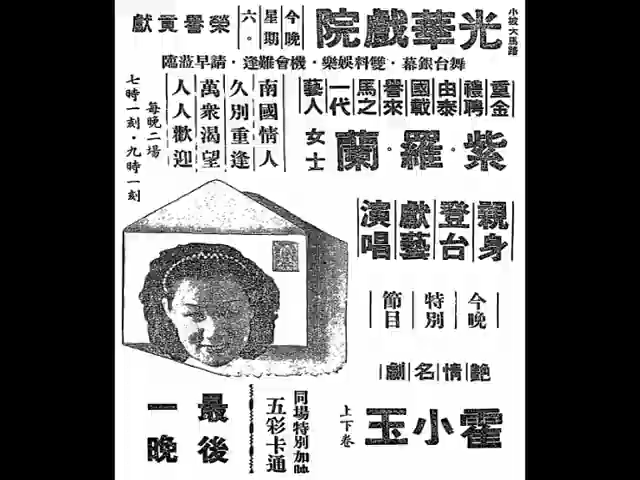 小坡大馬路
光華戲院
今晚
星期
六。
榮譽貢獻
舞台銀幕·雙料娛樂·機會難逢·請早蒞臨
重金
禮聘
由泰
國載
譽來
馬之
一代
藝人
紫·羅·蘭
女士
南國情人
久別重逢
萬衆渴望
人人歡迎
每晚二場
七時一刻·九時一刻
親身
登台
獻藝
演唱
今晚
特別
節目
艷情名劇
霍小玉
上下卷
同場特別加映
五彩卡通
最後
一晚